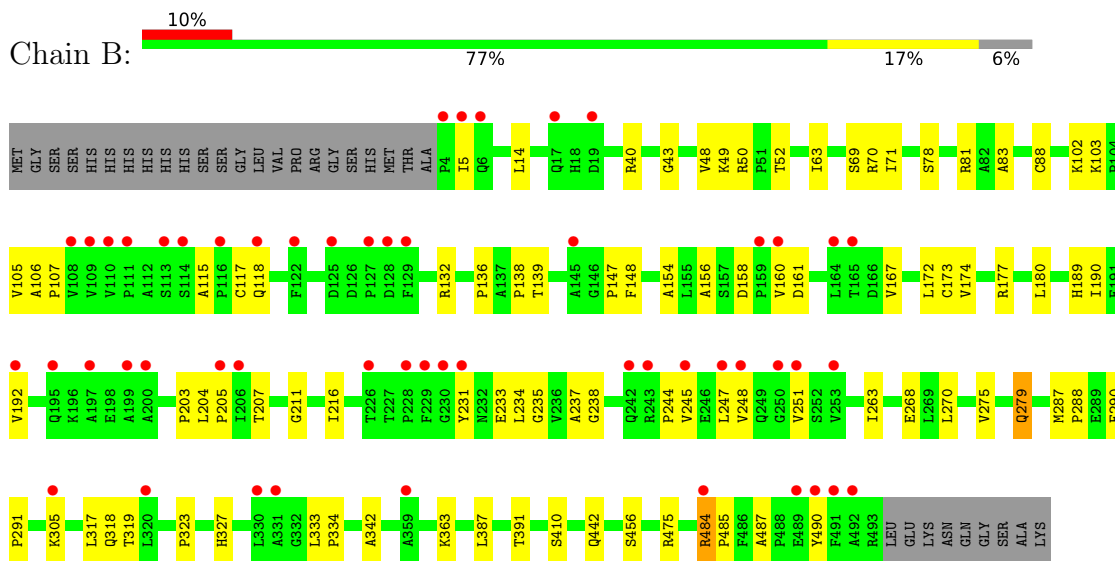 10%
Chain B:
77% 17% 6%
MET GLY SER SER HIS HIS HIS HIS HIS HIS SER SER GLY LEU VAL PRO ARG GLY SER HIS MET THR ALA P4 I5 Q6 L14 Q17 H18 D19 R40 G43 V48 K49 R50 P51 T52 I63 S69 R70 I71 S78 R81 A82 A83 C88 K102 K103
V105 A106 P107 V108 V109 V110 P111 A112 S113 S114 A115 P116 C117 Q118 F122 D125 D126 P127 D128 F129 R132 P136 A137 P138 T139 A145 G146 P147 F148 A154 L155 A156 S157 D158 P159 V160 D161 L164 T165 D166 V167 L172 C173 V174 R177 L180 H189 I190 E191
V192 Q195 K196 A197 E198 A199 A200 P203 L204 P205 I206 T207 G211 I216 T226 T227 P228 F229 G230 Y231 N232 E233 L234 G235 V236 A237 G238 Q242 R243 P244 V245 E246 L247 V248 Q249 G250 V251 S252 V253 I263 E268 L269 L270 V275 Q279 M287 P288 E289
P291 K305 L317 Q318 T319 L320 P323 H327 L330 A331 G332 L333 P334 A342 A359 K363 L387 T391 S410 Q442 S456 R475 R484 P485 F486 A487 P488 E489 Y490 F491 A492 R493 LEU GLU LYS ASN GLN GLY SER ALA LYS